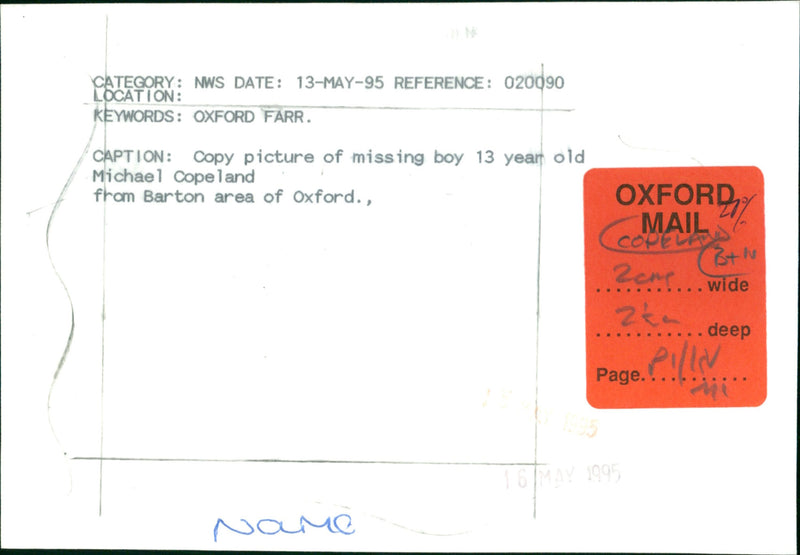 CATEGORY: NWS DATE: 13-MAY-95 REFERENCE: 020090
LOCATION:
KEYWORDS: OXFORD FARR.
CAPTION: Copy picture of missing boy 13 year old
Michael Copeland
from Barton area of Oxford.,
OXFORD
MAIL
COPELAND
B+W
2cm
wide
deep
Page
16 MAY 1995
NAME